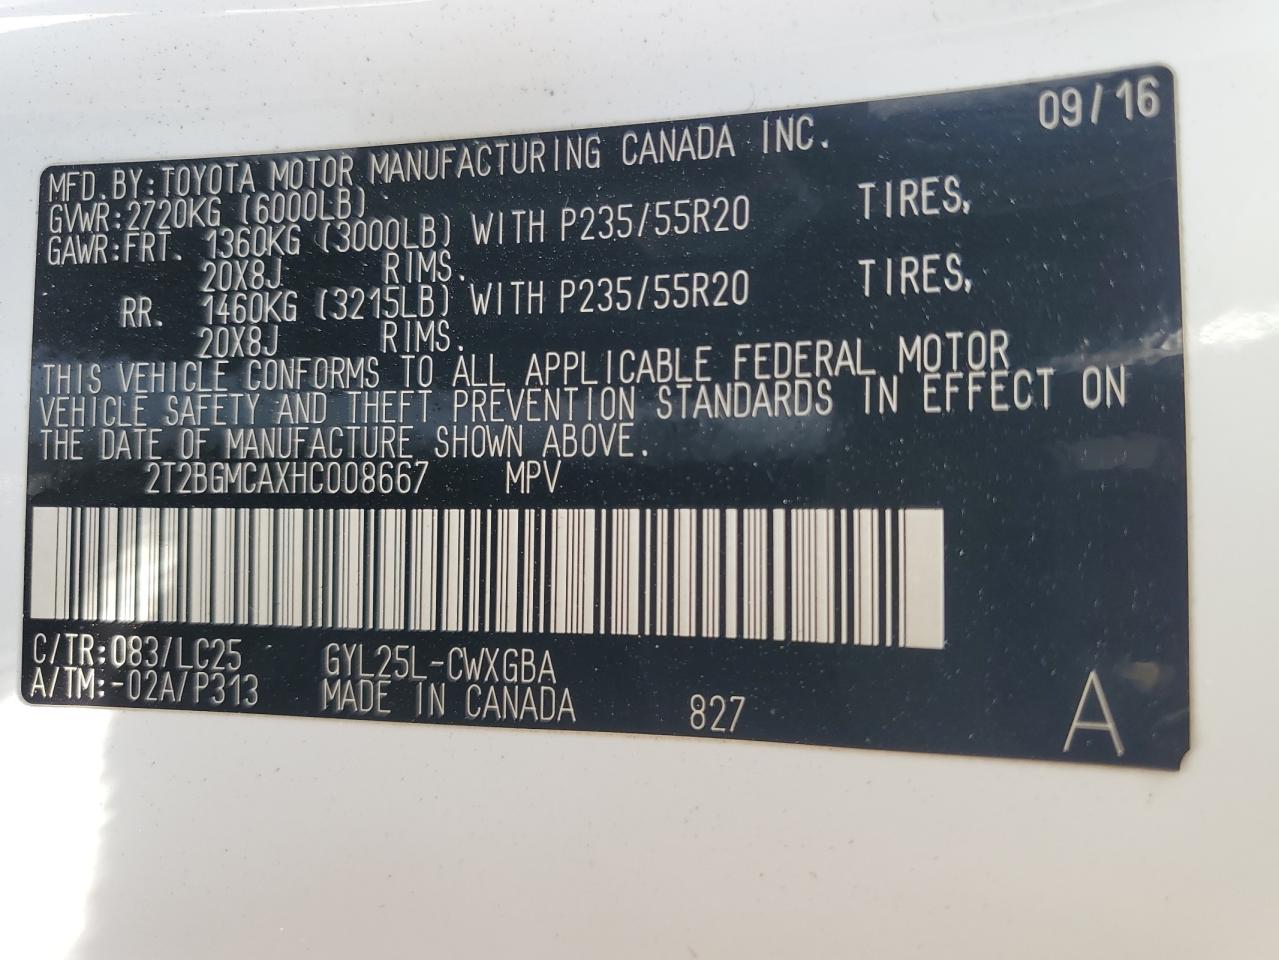 09/16
MFD.BY:TOYOTA MOTOR MANUFACTURING CANADA INC.
GVWR:2720KG (6000LB)
GAWR:FRT. 1360KG (3000LB) WITH P235/55R20 TIRES,
20X8J RIMS.
RR. 1460KG (3215LB) WITH P235/55R20 TIRES,
20X8J RIMS.
THIS VEHICLE CONFORMS TO ALL APPLICABLE FEDERAL MOTOR
VEHICLE SAFETY AND THEFT PREVENTION STANDARDS IN EFFECT ON
THE DATE OF MANUFACTURE SHOWN ABOVE.
2T2BGMCAXHC008667 MPV
C/TR:083/LC25 GYL25L-CWXGBA
A/TM:-02A/P313 MADE IN CANADA 827 A